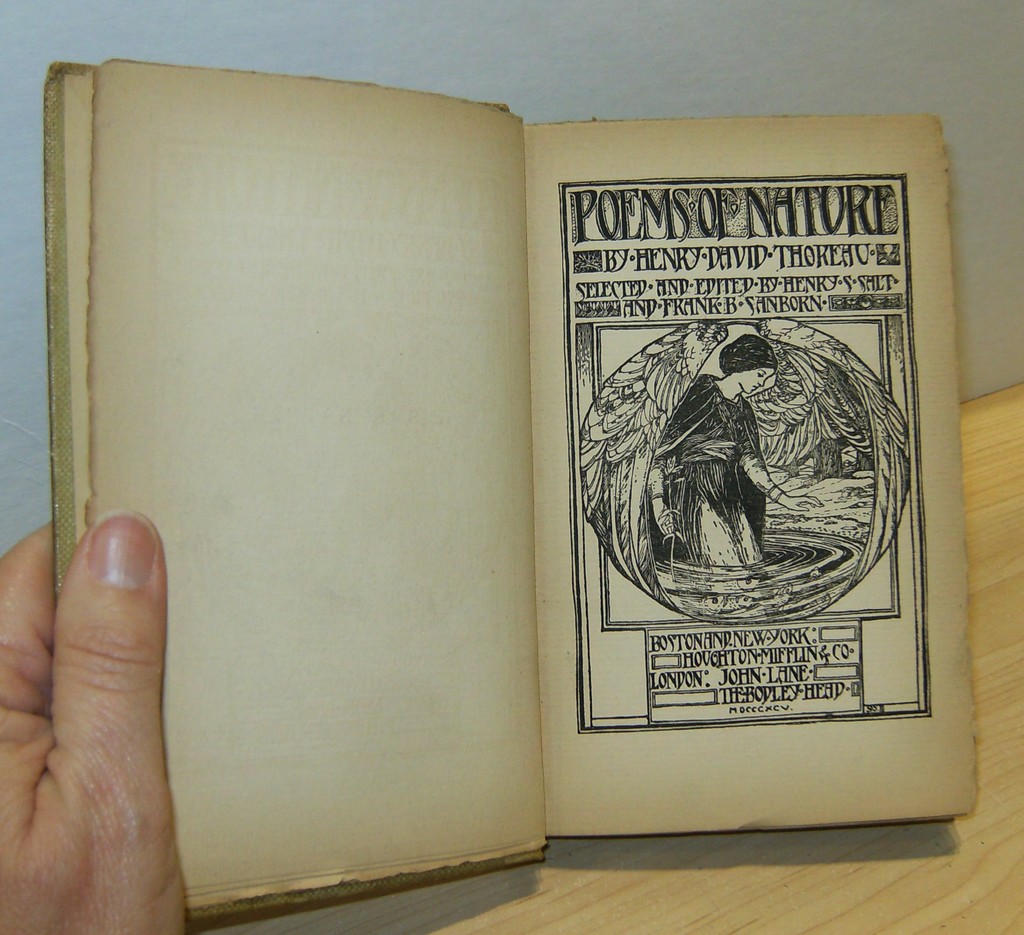 POEMS·OF·NATURE
BY·HENRY·DAVID·THOREAU·
SELECTED·AND·EDITED·BY·HENRY·S·SALT·
AND·FRANK·B·SANBORN·
BOSTON AND NEW·YORK:
HOUGHTON·MIFFLIN & CO·
LONDON: JOHN·LANE·
THE·BODLEY·HEAD·
MDCCCXCV.